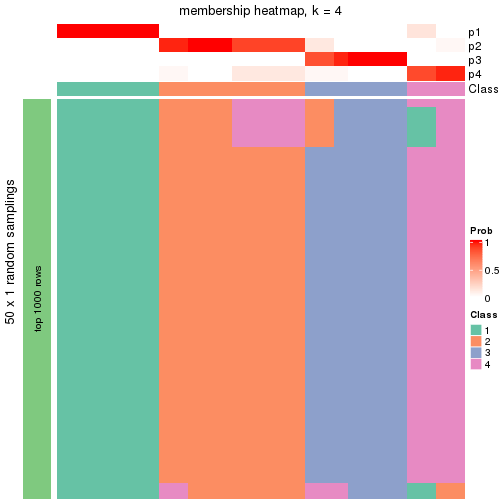 membership heatmap, k = 4
p1
p2
p3
p4
Class
50 x 1 random samplings
top 1000 rows
Prob
1
0.5
0
Class
1
2
3
4